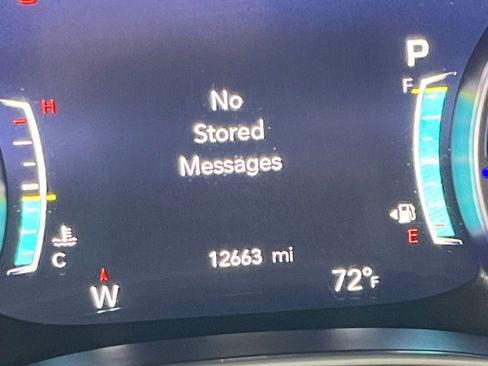 P
F
H
No
Stored
Messages
E
C
12663 mi
W
72°F